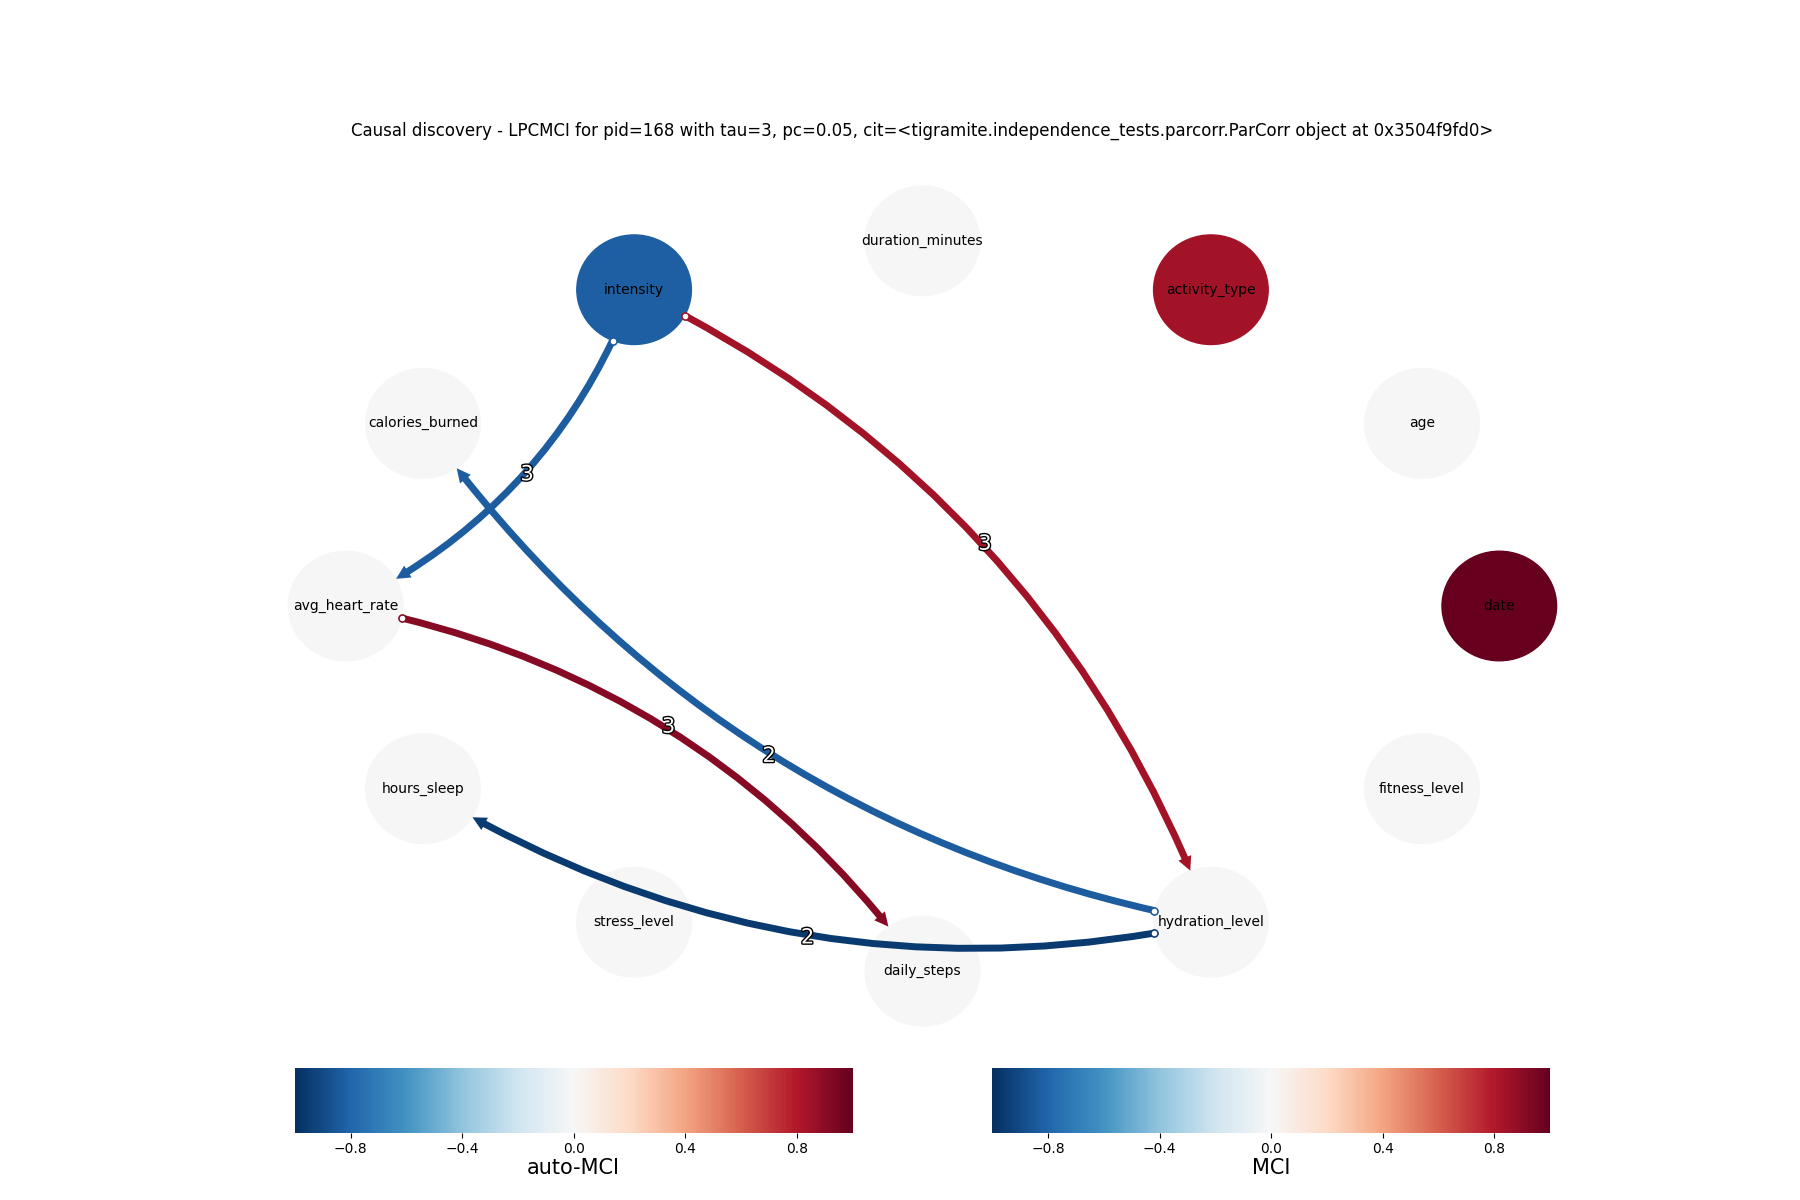 Causal discovery - LPCMCI for pid=168 with tau=3, pc=0.05, cit=<tigramite.independence_tests.parcorr.ParCorr object at 0x3504f9fd0>
duration_minutes
intensity
activity_type
calories_burned
age
3
3
avg_heart_rate
date
3
2
hours_sleep
fitness_level
stress_level
2
hydration_level
daily_steps
−0.8 −0.4 0.0 0.4 0.8
auto-MCI
−0.8 −0.4 0.0 0.4 0.8
MCI